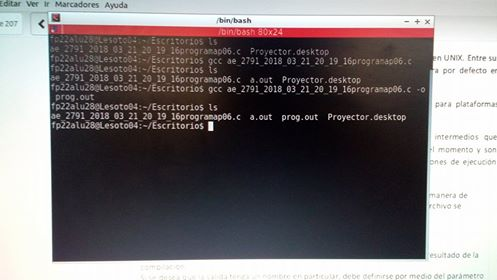 Editar Ver Ir Marcadores Ayuda
de 207
/bin/bash
/bin/bash 80x24
fp22alu28@Lesoto04:~/Escritorio$ ls
ae_2791_2018_03_21_20_19_16programap06.c Proyector.desktop
fp22alu28@Lesoto04:~/Escritorio$ gcc ae_2791_2018_03_21_20_19_16programap06.c
fp22alu28@Lesoto04:~/Escritorio$ ls
ae_2791_2018_03_21_20_19_16programap06.c a.out Proyector.desktop
fp22alu28@Lesoto04:~/Escritorio$ gcc ae_2791_2018_03_21_20_19_16programap06.c -o
prog.out
fp22alu28@Lesoto04:~/Escritorio$ ls
ae_2791_2018_03_21_20_19_16programap06.c a.out prog.out Proyector.desktop
fp22alu28@Lesoto04:~/Escritorio$
en UNIX. Entre su
ra por defecto en
para plataformas
intermedios que
el momento y son
ones de ejecución
manera de
archivo se
resultado de la
compilación.
Si se desea que la salida tenga un nombre en particular, debe definirse por medio del parámetro